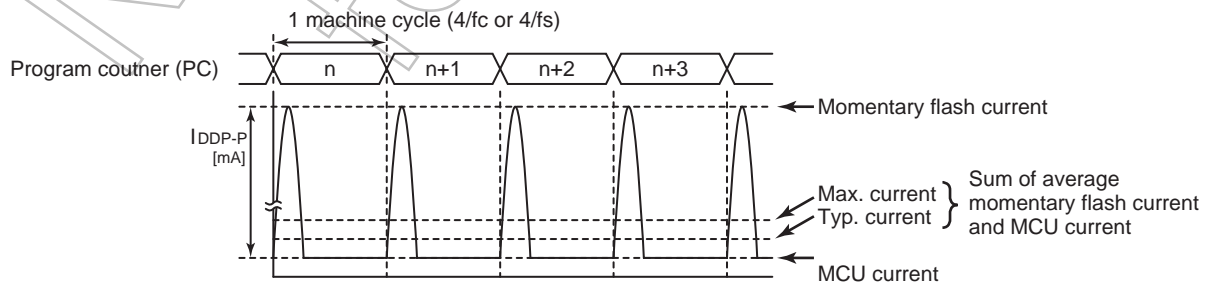 1 machine cycle (4/fc or 4/fs)
Program coutner (PC)
n
n+1
n+2
n+3
Momentary flash current
IDDP-P
[mA]
Max. current
Typ. current
Sum of average
momentary flash current
and MCU current
MCU current